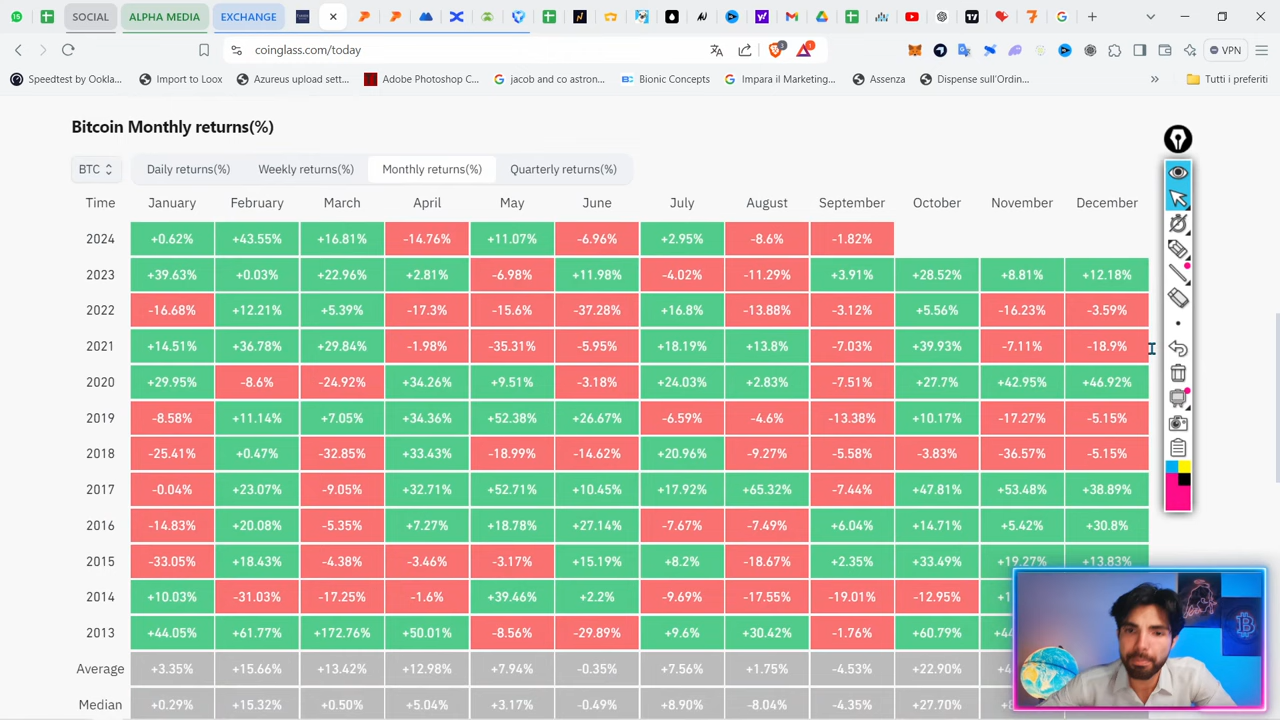 SOCIAL ALPHA MEDIA EXCHANGE
coinglass.com/today VPN
Speedtest by Ookla... Import to Loox Azureus upload sett... Adobe Photoshop C... jacob and co astron... Bionic Concepts Impara il Marketing... Assenza Dispense sull'Ordin... Tutti i preferiti
Bitcoin Monthly returns(%)
BTC Daily returns(%) Weekly returns(%) Monthly returns(%) Quarterly returns(%)
Time January February March April May June July August September October November December
2024 +0.62% +43.55% +16.81% -14.76% +11.07% -6.96% +2.95% -8.6% -1.82%
2023 +39.63% +0.03% +22.96% +2.81% -6.98% +11.98% -4.02% -11.29% +3.91% +28.52% +8.81% +12.18%
2022 -16.68% +12.21% +5.39% -17.3% -15.6% -37.28% +16.8% -13.88% -3.12% +5.56% -16.23% -3.59%
2021 +14.51% +36.78% +29.84% -1.98% -35.31% -5.95% +18.19% +13.8% -7.03% +39.93% -7.11% -18.9%
2020 +29.95% -8.6% -24.92% +34.26% +9.51% -3.18% +24.03% +2.83% -7.51% +27.7% +42.95% +46.92%
2019 -8.58% +11.14% +7.05% +34.36% +52.38% +26.67% -6.59% -4.6% -13.38% +10.17% -17.27% -5.15%
2018 -25.41% +0.47% -32.85% +33.43% -18.99% -14.62% +20.96% -9.27% -5.58% -3.83% -36.57% -5.15%
2017 -0.04% +23.07% -9.05% +32.71% +52.71% +10.45% +17.92% +65.32% -7.44% +47.81% +53.48% +38.89%
2016 -14.83% +20.08% -5.35% +7.27% +18.78% +27.14% -7.67% -7.49% +6.04% +14.71% +5.42% +30.8%
2015 -33.05% +18.43% -4.38% -3.46% -3.17% +15.19% +8.2% -18.67% +2.35% +33.49% +19.27% +13.83%
2014 +10.03% -31.03% -17.25% -1.6% +39.46% +2.2% -9.69% -17.55% -19.01% -12.95%
2013 +44.05% +61.77% +172.76% +50.01% -8.56% -29.89% +9.6% +30.42% -1.76% +60.79%
Average +3.35% +15.66% +13.42% +12.98% +7.94% -0.35% +7.56% +1.75% -4.53% +22.90%
Median +0.29% +15.32% +0.50% +5.04% +3.17% -0.49% +8.90% -8.04% -4.35% +27.70%